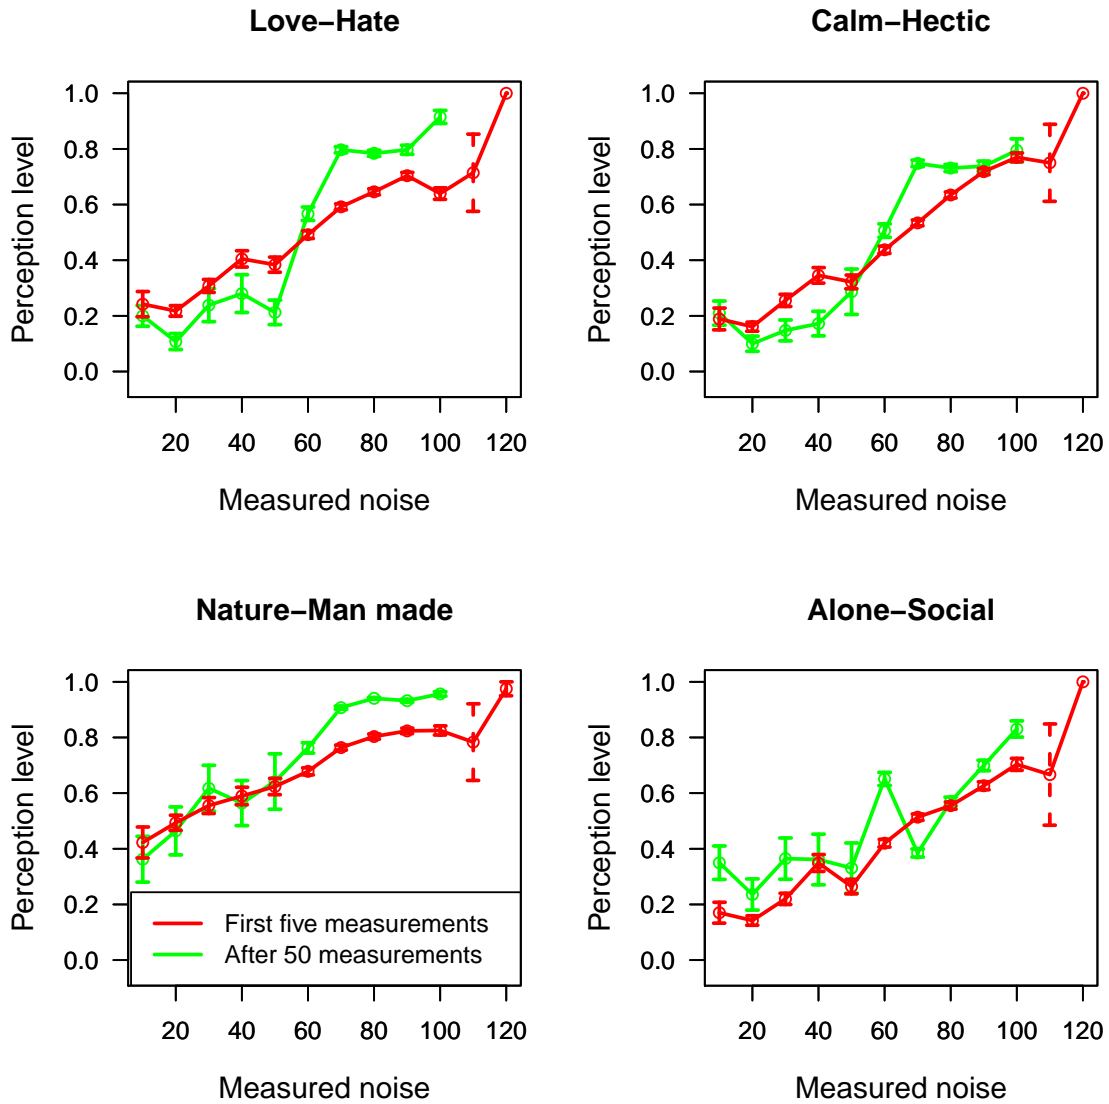 Love−Hate
Perception level
1.0
0.8
0.6
0.4
0.2
0.0
20 40 60 80 100 120
Measured noise
Calm−Hectic
Perception level
1.0
0.8
0.6
0.4
0.2
0.0
20 40 60 80 100 120
Measured noise
Nature−Man made
Perception level
1.0
0.8
0.6
0.4
0.2
0.0
First five measurements
After 50 measurements
20 40 60 80 100 120
Measured noise
Alone−Social
Perception level
1.0
0.8
0.6
0.4
0.2
0.0
20 40 60 80 100 120
Measured noise